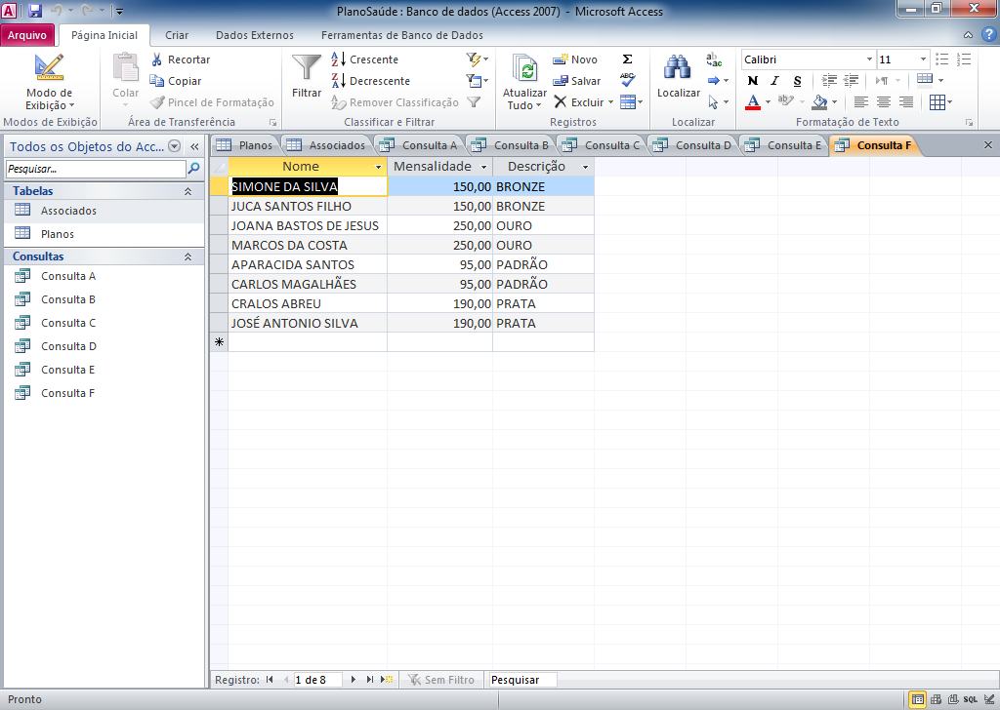 PlanoSaúde : Banco de dados (Access 2007) - Microsoft Access
Arquivo Página Inicial Criar Dados Externos Ferramentas de Banco de Dados
Modo de Exibição
Modos de Exibição
Colar
Recortar
Copiar
Pincel de Formatação
Área de Transferência
Filtrar
Crescente
Decrescente
Remover Classificação
Classificar e Filtrar
Atualizar Tudo
Novo
Salvar
Excluir
Registros
Localizar
Localizar
Calibri 11
N I S
Formatação de Texto
Todos os Objetos do Acc...
Pesquisar...
Tabelas
Associados
Planos
Consultas
Consulta A
Consulta B
Consulta C
Consulta D
Consulta E
Consulta F
Planos Associados Consulta A Consulta B Consulta C Consulta D Consulta E Consulta F
Nome Mensalidade Descrição
SIMONE DA SILVA 150,00 BRONZE
JUCA SANTOS FILHO 150,00 BRONZE
JOANA BASTOS DE JESUS 250,00 OURO
MARCOS DA COSTA 250,00 OURO
APARACIDA SANTOS 95,00 PADRÃO
CARLOS MAGALHÃES 95,00 PADRÃO
CRALOS ABREU 190,00 PRATA
JOSÉ ANTONIO SILVA 190,00 PRATA
Registro: 1 de 8 Sem Filtro Pesquisar
Pronto
SQL